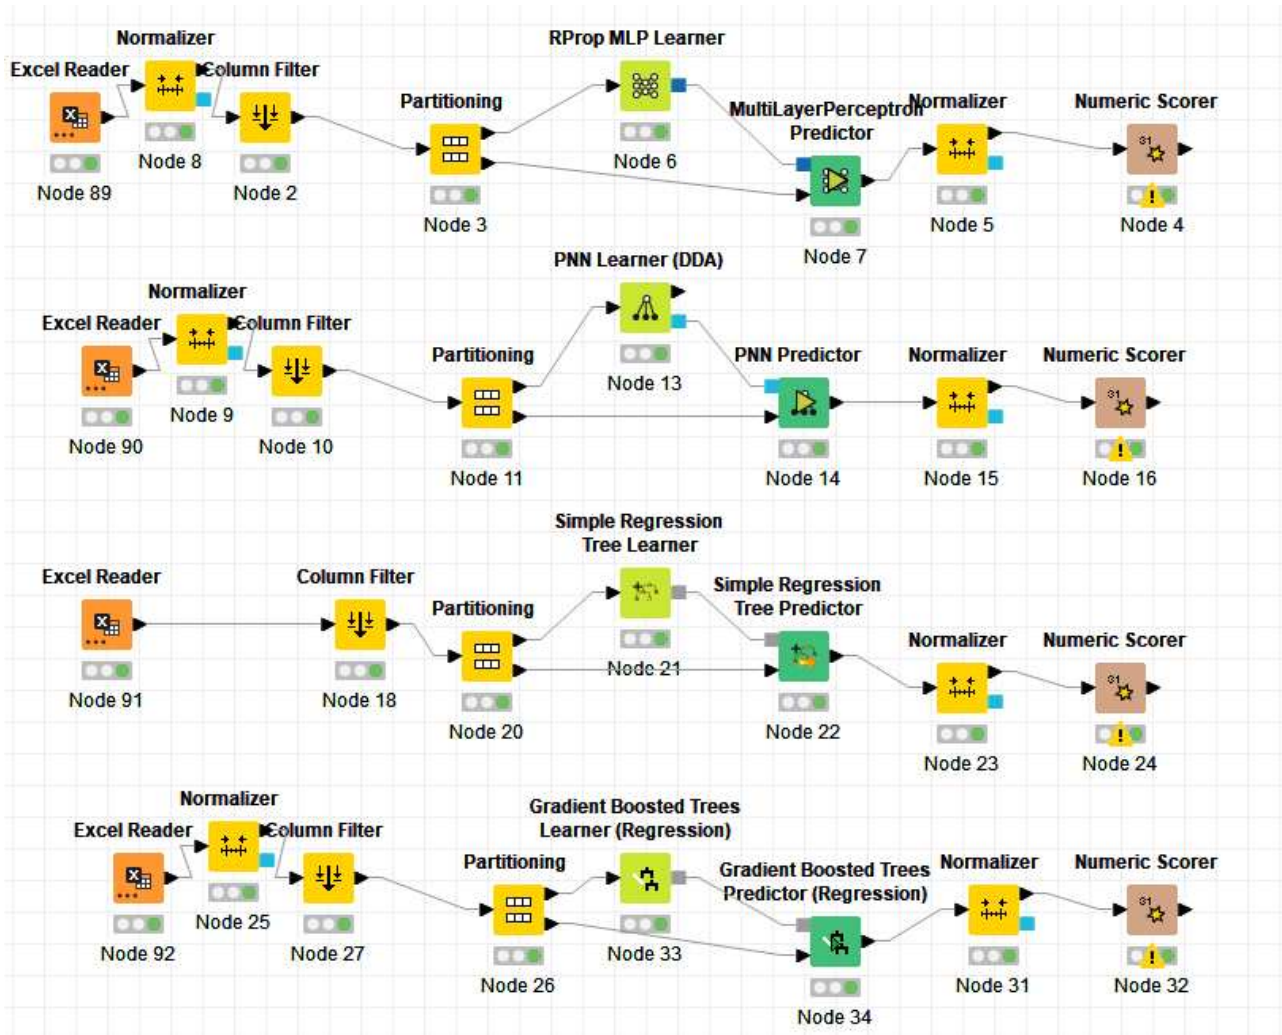 Normalizer
RProp MLP Learner
Excel Reader
Column Filter
Partitioning
MultiLayerPerceptron
Predictor
Normalizer
Numeric Scorer
31
Node 8
Node 6
Node 89
Node 2
Node 3
Node 7
Node 5
Node 4
PNN Learner (DDA)
Normalizer
Excel Reader
Column Filter
Partitioning
PNN Predictor
Normalizer
Numeric Scorer
31
Node 9
Node 13
Node 90
Node 10
Node 11
Node 14
Node 15
Node 16
Simple Regression
Tree Learner
Excel Reader
Column Filter
Partitioning
Simple Regression
Tree Predictor
Normalizer
Numeric Scorer
31
Node 21
Node 91
Node 18
Node 20
Node 22
Node 23
Node 24
Normalizer
Gradient Boosted Trees
Learner (Regression)
Excel Reader
Column Filter
Partitioning
Gradient Boosted Trees
Predictor (Regression)
Normalizer
Numeric Scorer
31
Node 25
Node 92
Node 27
Node 33
Node 26
Node 34
Node 31
Node 32